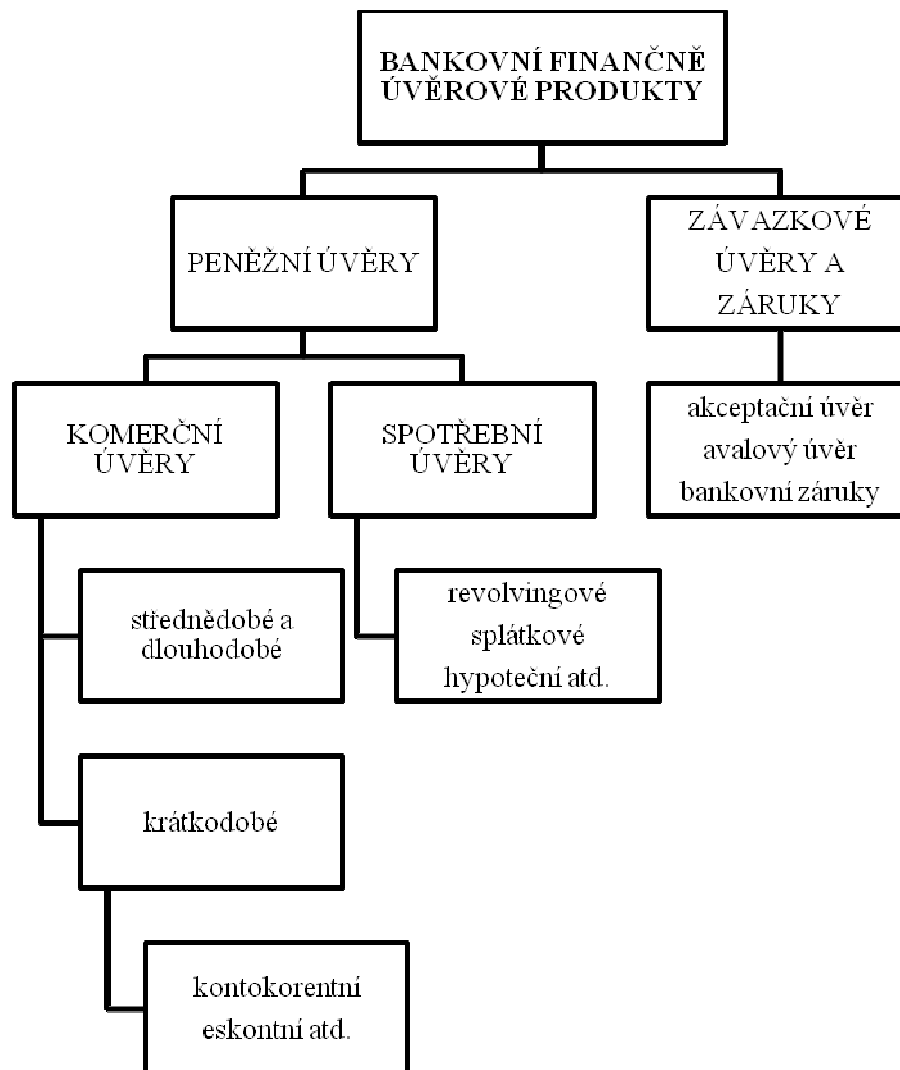 BANKOVNÍ FINANČNĚ
ÚVĚROVÉ PRODUKTY
PENĚŽNÍ ÚVĚRY
ZÁVAZKOVÉ
ÚVĚRY A
ZÁRUKY
KOMERČNÍ
ÚVĚRY
SPOTŘEBNÍ
ÚVĚRY
akceptační úvěr
avalový úvěr
bankovní záruky
střednědobé a
dlouhodobé
revolvingové
splátkové
hypoteční atd.
krátkodobé
kontokorentní
eskontní atd.